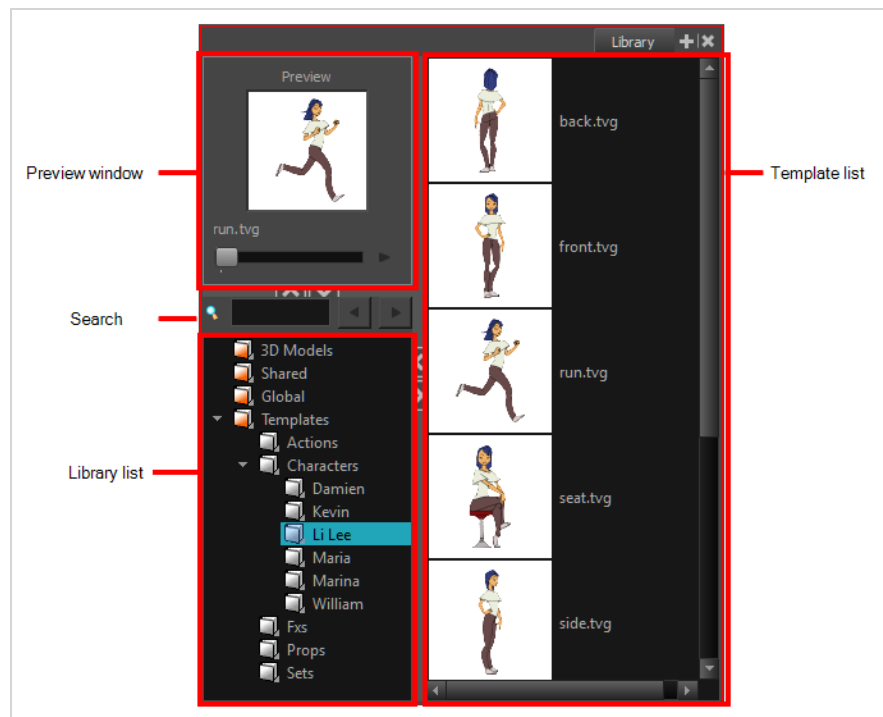 Library
Preview
run.tvg
Preview window
Search
Library list
3D Models
Shared
Global
Templates
Actions
Characters
Damien
Kevin
Li Lee
Maria
Marina
William
Fxs
Props
Sets
back.tvg
front.tvg
run.tvg
seat.tvg
side.tvg
Template list